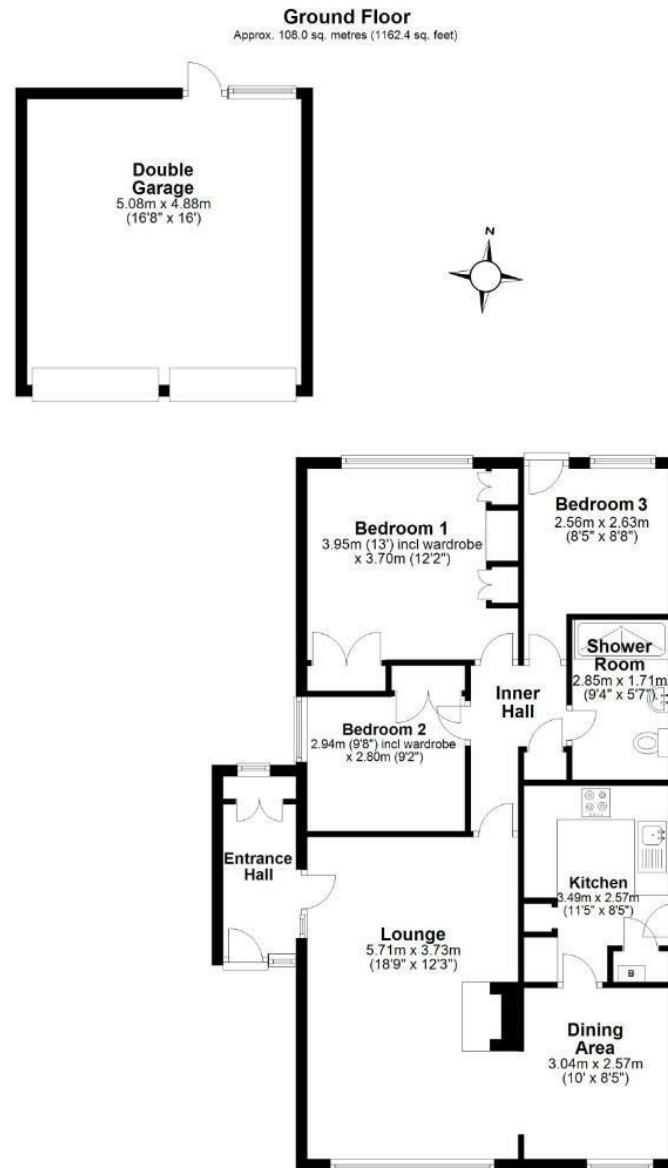 Ground Floor
Approx. 108.0 sq. metres (1162.4 sq. feet)
Double
Garage
5.08m x 4.88m
(16'8" x 16')
N
Bedroom 1
3.95m (13') incl wardrobe
x 3.70m (12'2")
Bedroom 3
2.56m x 2.63m
(8'5" x 8'8")
Shower
Room
2.85m x 1.71m
(9'4" x 5'7")
Inner
Hall
Bedroom 2
2.94m (9'8") incl wardrobe
x 2.80m (9'2")
Entrance
Hall
Kitchen
3.49m x 2.57m
(11'5" x 8'5")
Lounge
5.71m x 3.73m
(18'9" x 12'3")
B
Dining
Area
3.04m x 2.57m
(10' x 8'5")